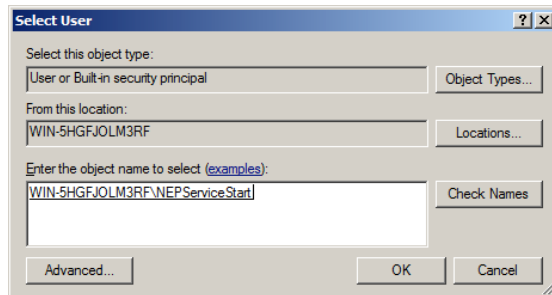 Select User
Select this object type:
User or Built-in security principal
Object Types...
From this location:
WIN-5HGFJOLM3RF
Locations...
Enter the object name to select (examples):
WIN-5HGFJOLM3RF\NEPServiceStart
Check Names
Advanced...
OK
Cancel